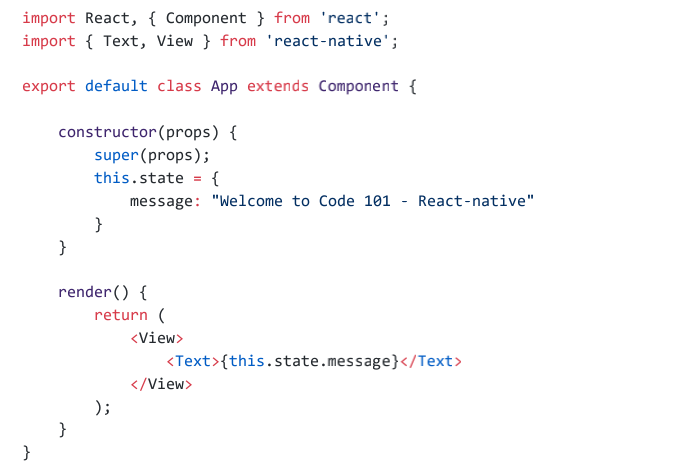 import React, { Component } from 'react';
import { Text, View } from 'react-native';

export default class App extends Component {

    constructor(props) {
        super(props);
        this.state = {
            message: "Welcome to Code 101 - React-native"
        }
    }

    render() {
        return (
            <View>
                <Text>{this.state.message}</Text>
            </View>
        );
    }
}